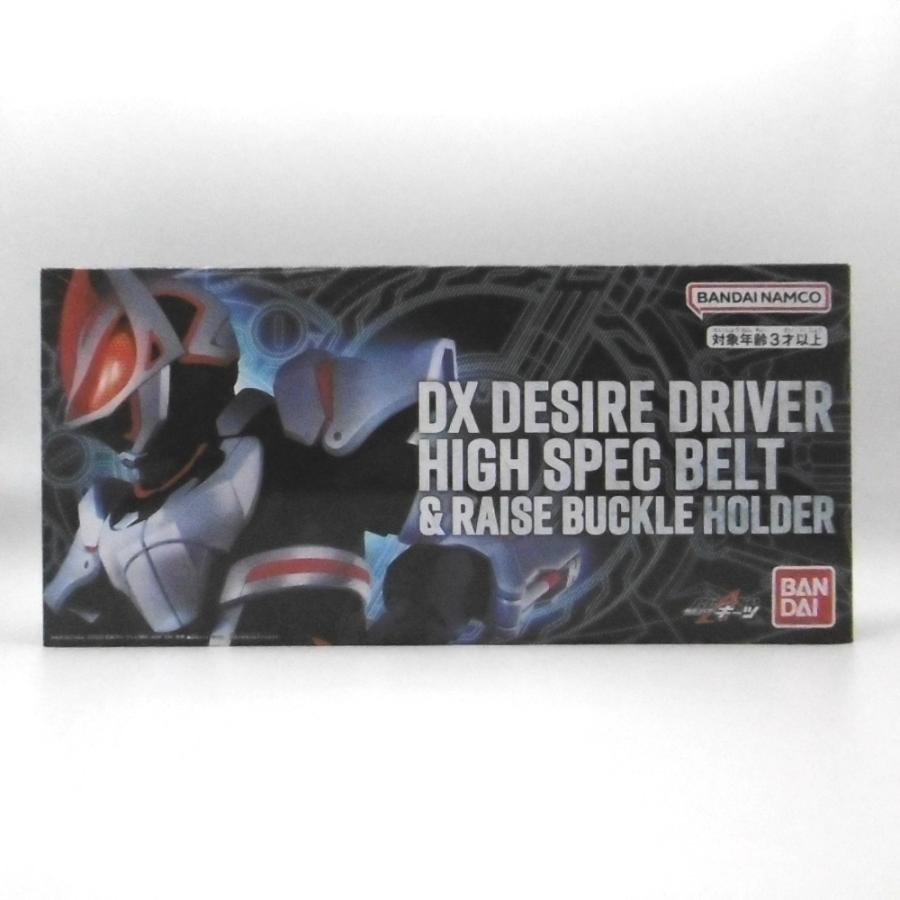 BANDAI NAMCO
対象年齢3才以上
DX DESIRE DRIVER
HIGH SPEC BELT
& RAISE BUCKLE HOLDER
ギーツ
BAN
DAI